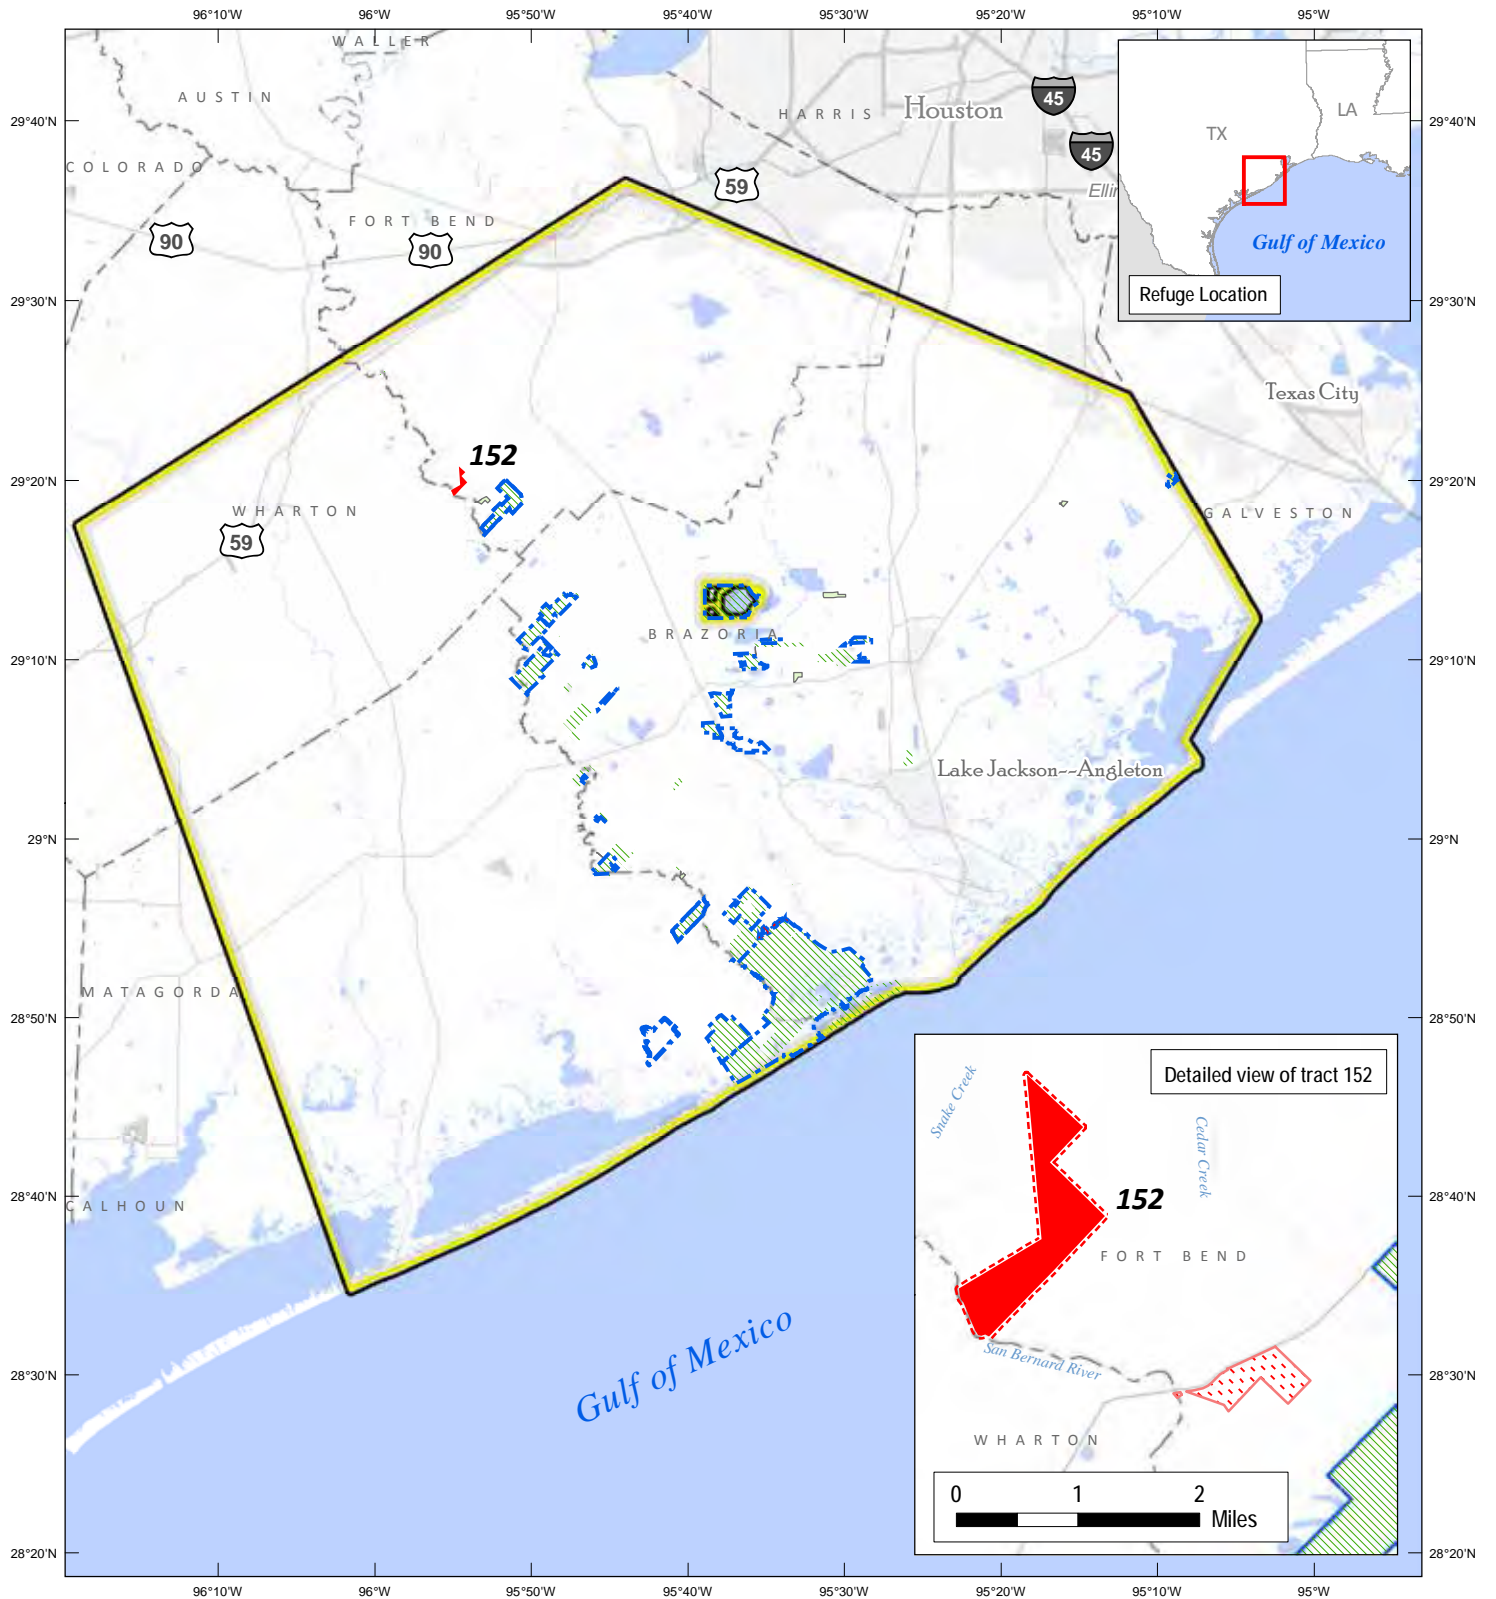 96°10'W
96°W
95°50'W
95°40'W
95°30'W
95°20'W
95°10'W
95°W
WALLER
AUSTIN
HARRIS
Houston
45
45
29°40'N
29°40'N
COLORADO
Ellin
59
FORT BEND
90
90
TX
LA
Gulf of Mexico
Refuge Location
29°30'N
29°30'N
Texas City
152
29°20'N
29°20'N
WHARTON
GALVESTON
59
BRAZORIA
29°10'N
29°10'N
Lake Jackson--Angleton
29°N
29°N
MATAGORDA
28°50'N
28°50'N
Detailed view of tract 152
Snake Creek
Cedar Creek
152
28°40'N
28°40'N
CALHOUN
FORT BEND
Gulf of Mexico
San Bernard River
28°30'N
28°30'N
WHARTON
0 1 2
Miles
28°20'N
28°20'N
96°10'W
96°W
95°50'W
95°40'W
95°30'W
95°20'W
95°10'W
95°W